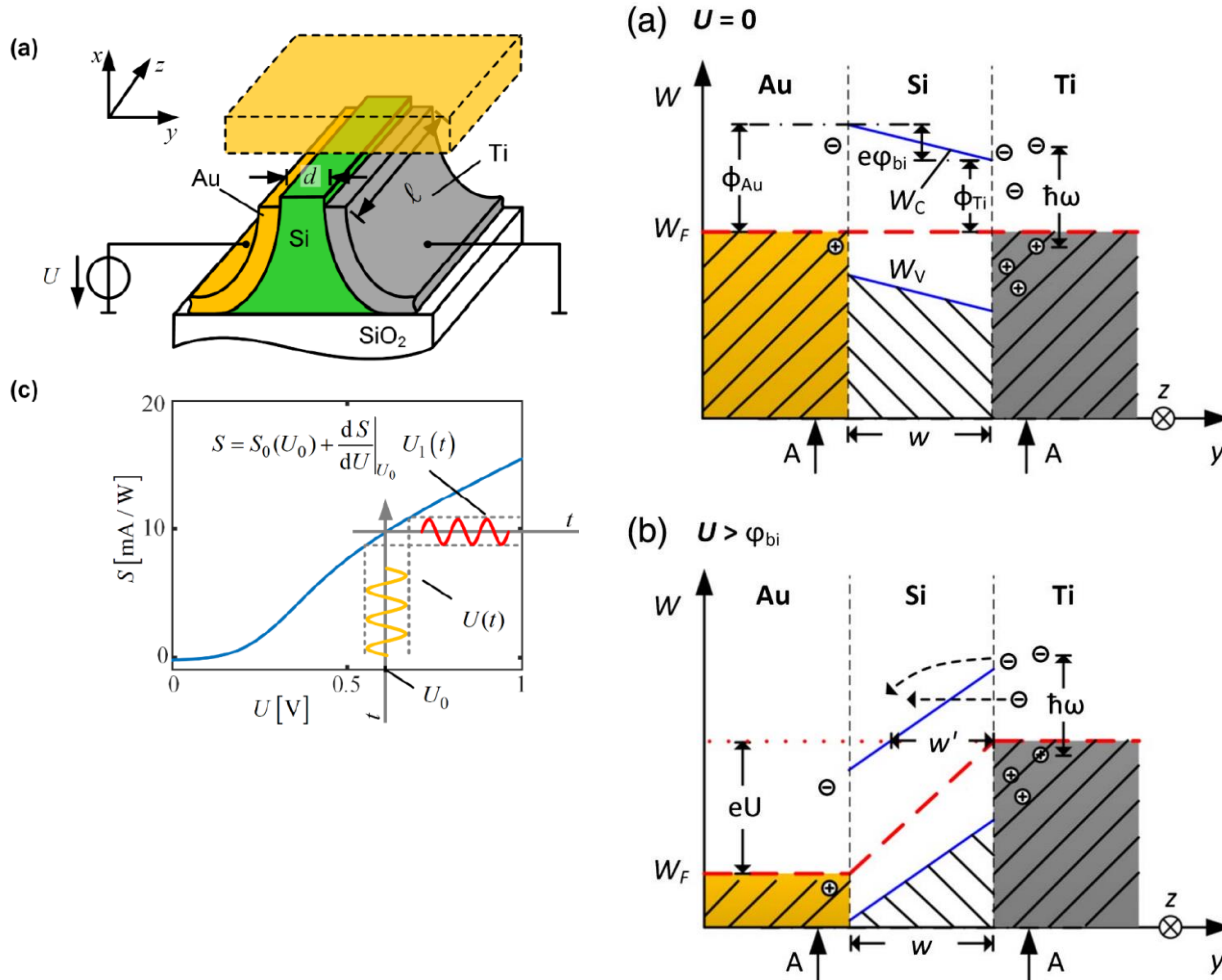 (a)
x
z
y
Au
d
Ti
ℓ
Si
U
SiO₂
(c)
20
10
0
S [mA / W]
S = S₀(U₀) + dS/dU|U₀ U₁(t)
t
U(t)
U₀
t
0
0.5
1
U [V]
(a) U = 0
W
Au
Si
Ti
ϕAu
eφbi
WC
ϕTi
ħω
WF
WV
z
A
w
A
y
(b) U > φbi
W
Au
Si
Ti
ħω
w'
eU
WF
z
A
w
A
y